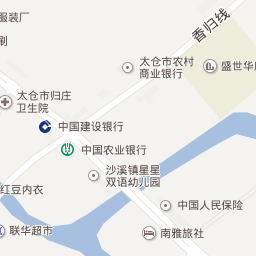 服装厂
刷
香归线
太仓市农村
商业银行
盛世华
太仓市归庄
卫生院
中国建设银行
中国农业银行
沙溪镇星星
双语幼儿园
红豆内衣
中国人民保险
联华超市
南雅旅社